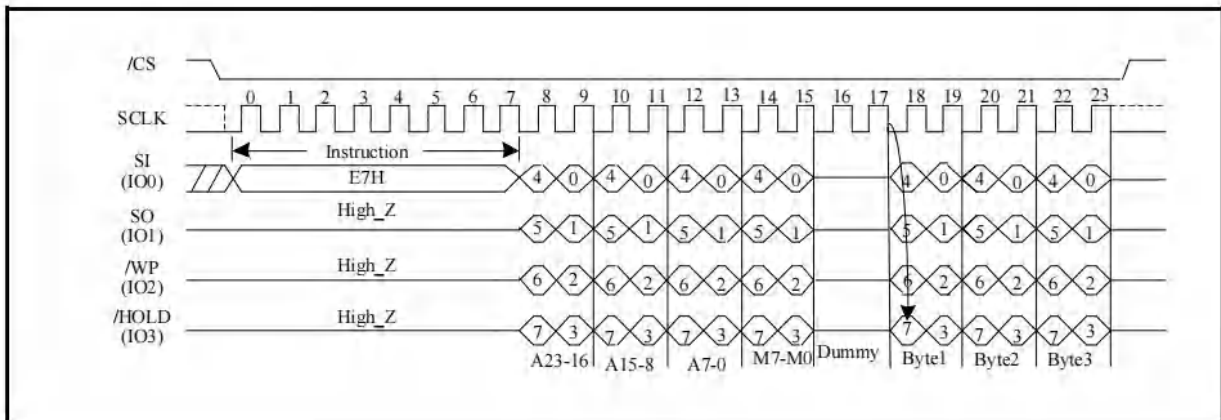 /CS
0 1 2 3 4 5 6 7 8 9 10 11 12 13 14 15 16 17 18 19 20 21 22 23
SCLK
Instruction
SI
(IO0)
E7H
4 0 4 0 4 0 4 0 4 0 4 0 4 0
SO
(IO1)
High_Z
5 1 5 1 5 1 5 1 5 1 5 1 5 1
/WP
(IO2)
High_Z
6 2 6 2 6 2 6 2 6 2 6 2 6 2
/HOLD
(IO3)
High_Z
7 3 7 3 7 3 7 3 7 3 7 3 7 3
A23-16 A15-8 A7-0 M7-M0 Dummy Byte1 Byte2 Byte3